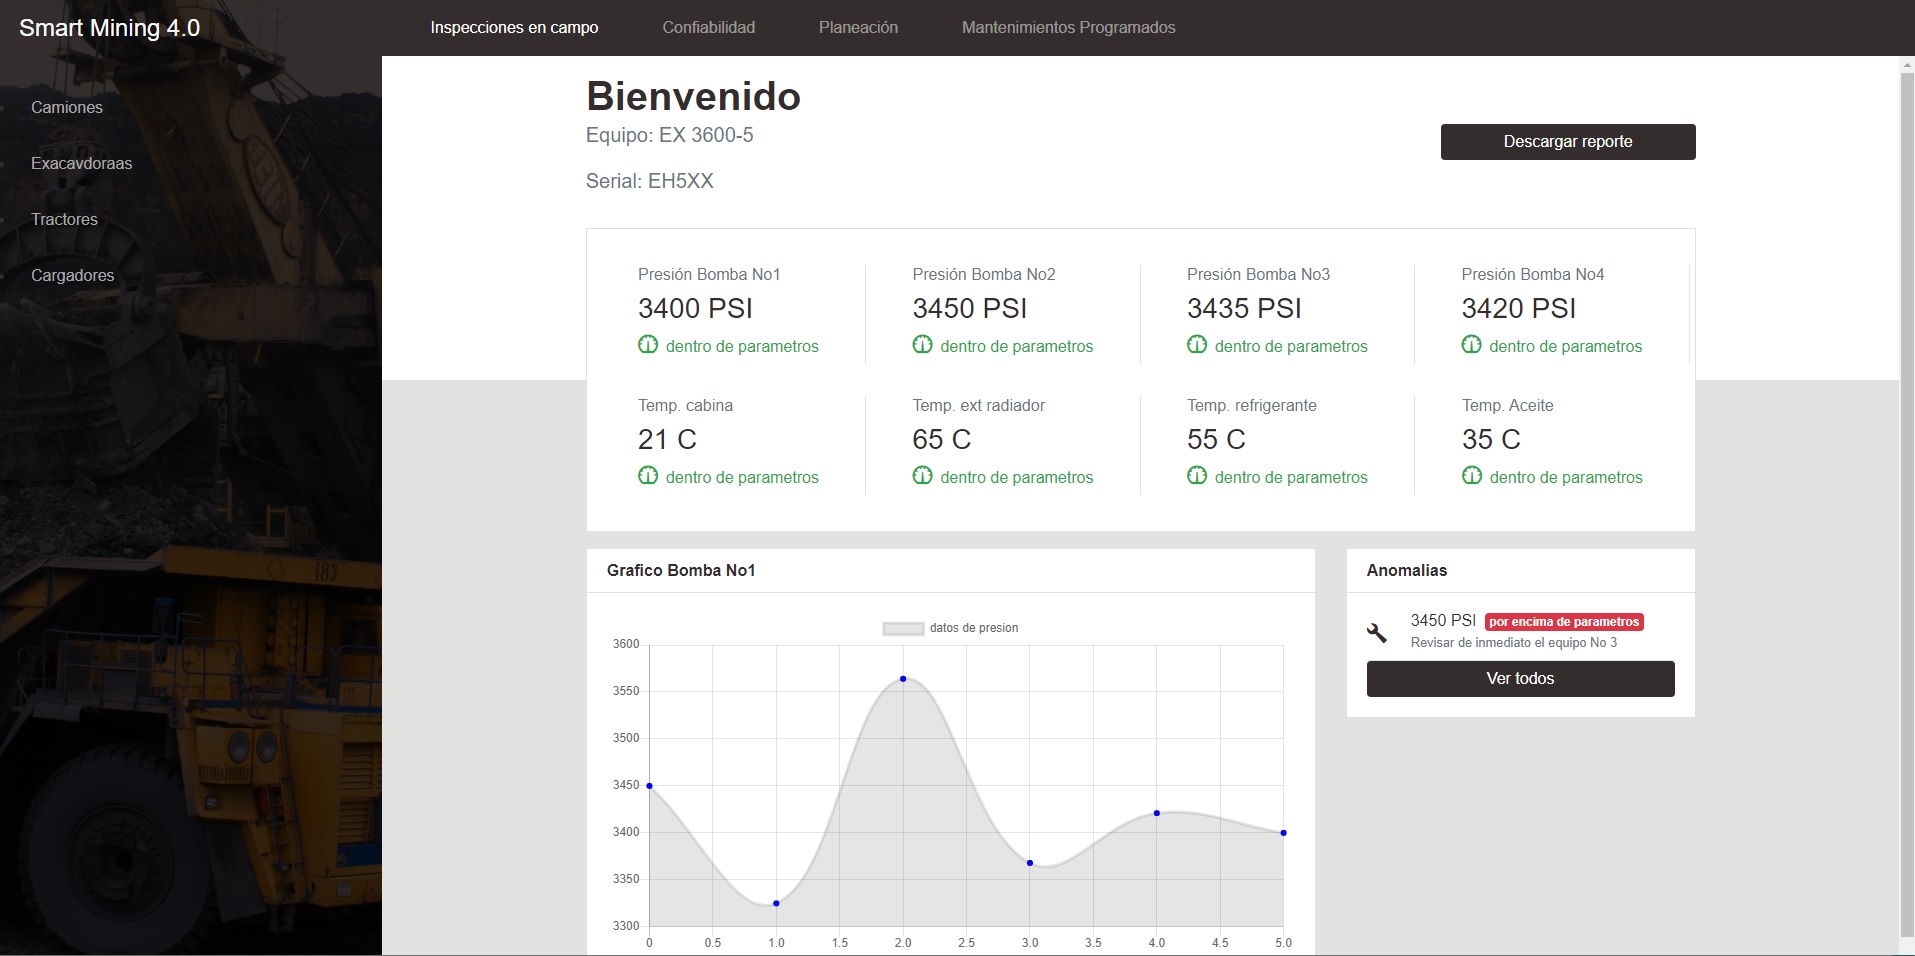 Smart Mining 4.0
Inspecciones en campo
Confiabilidad
Planeación
Mantenimientos Programados
Camiones
Exacavdoraas
Tractores
Cargadores
Bienvenido
Equipo: EX 3600-5
Serial: EH5XX
Descargar reporte
Presión Bomba No1
3400 PSI
dentro de parametros
Presión Bomba No2
3450 PSI
dentro de parametros
Presión Bomba No3
3435 PSI
dentro de parametros
Presión Bomba No4
3420 PSI
dentro de parametros
Temp. cabina
21 C
dentro de parametros
Temp. ext radiador
65 C
dentro de parametros
Temp. refrigerante
55 C
dentro de parametros
Temp. Aceite
35 C
dentro de parametros
Grafico Bomba No1
datos de presion
3600
3550
3500
3450
3400
3350
3300
0 0.5 1.0 1.5 2.0 2.5 3.0 3.5 4.0 4.5 5.0
Anomalias
3450 PSI por encima de parametros
Revisar de inmediato el equipo No 3
Ver todos
183